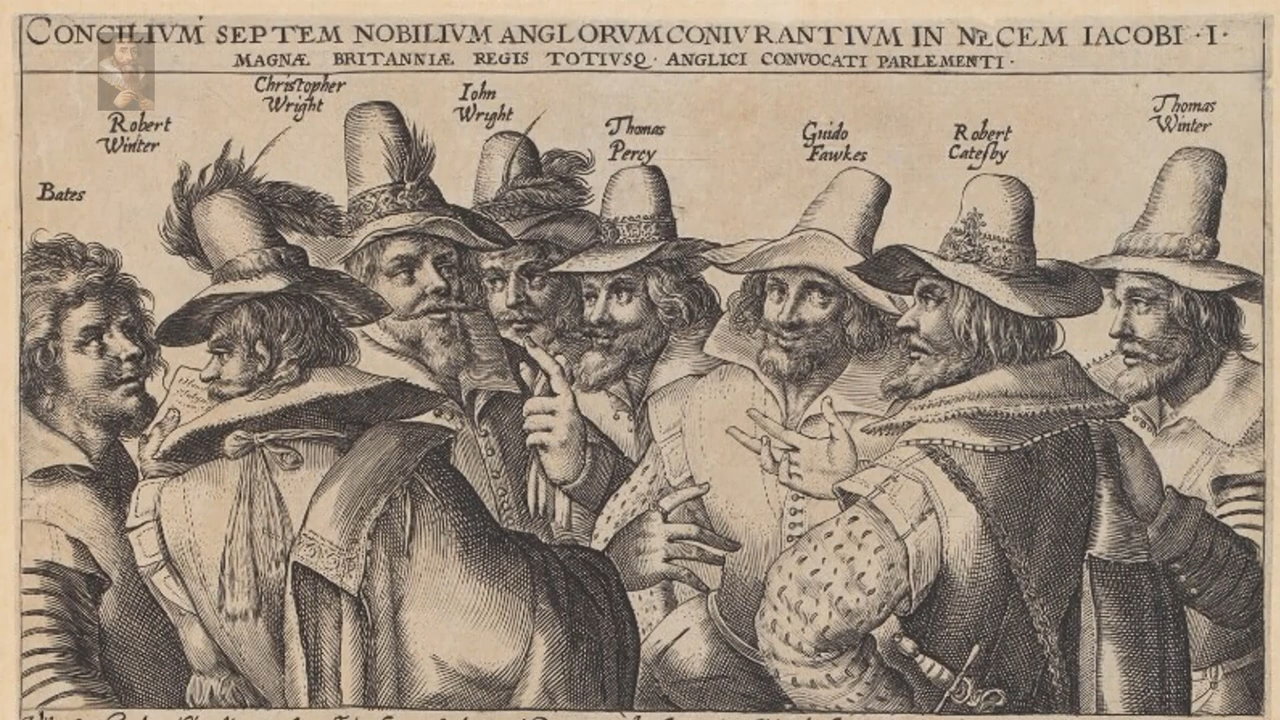 CONCILIVM SEPTEM NOBILIVM ANGLORVM CONIVRANTIVM IN NECEM IACOBI ·I·
MAGNÆ BRITANNIÆ REGIS TOTIVSQ· ANGLICI CONVOCATI PARLEMENTI·
Bates
Robert
Winter
Christopher
Wright
Iohn
Wright
Thomas
Percy
Guido
Fawkes
Robert
Catesby
Thomas
Winter